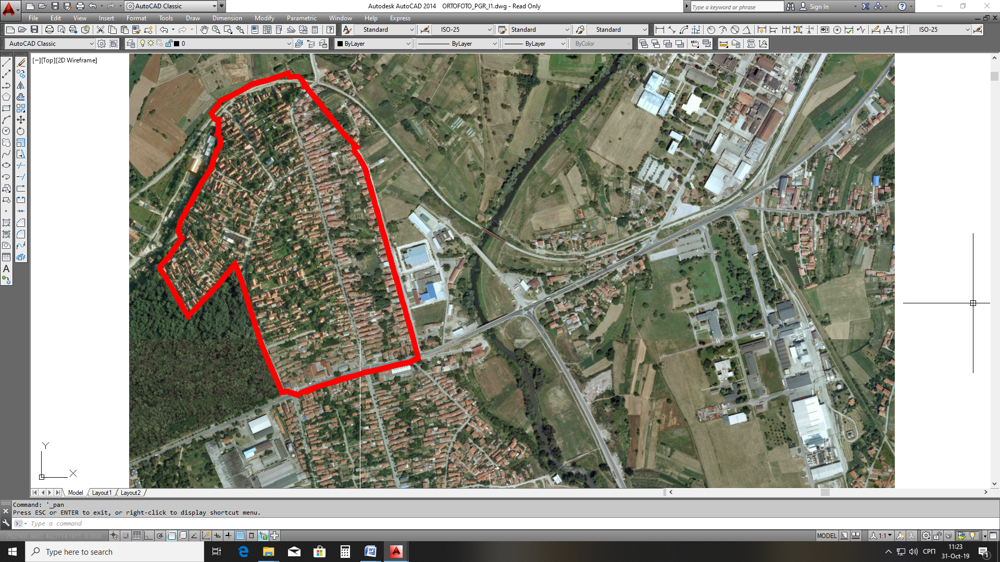 AutoCAD Classic
Autodesk AutoCAD 2014 ORTOFOTO_PGR_I1.dwg - Read Only
Type a keyword or phrase
Sign In
File Edit View Insert Format Tools Draw Dimension Modify Parametric Window Help Express
Standard ISO-25 Standard Standard ISO-25
AutoCAD Classic 0 ByLayer ByLayer ByLayer ByColor
[−][Top][2D Wireframe]
A
Y
X
Model Layout1 Layout2
Command: '_pan
Press ESC or ENTER to exit, or right-click to display shortcut menu.
Type a command
7527401.9683, 4827714.1611, 0.0000 MODEL 1:1
Type here to search
СРП
11:23
31-Oct-19
1